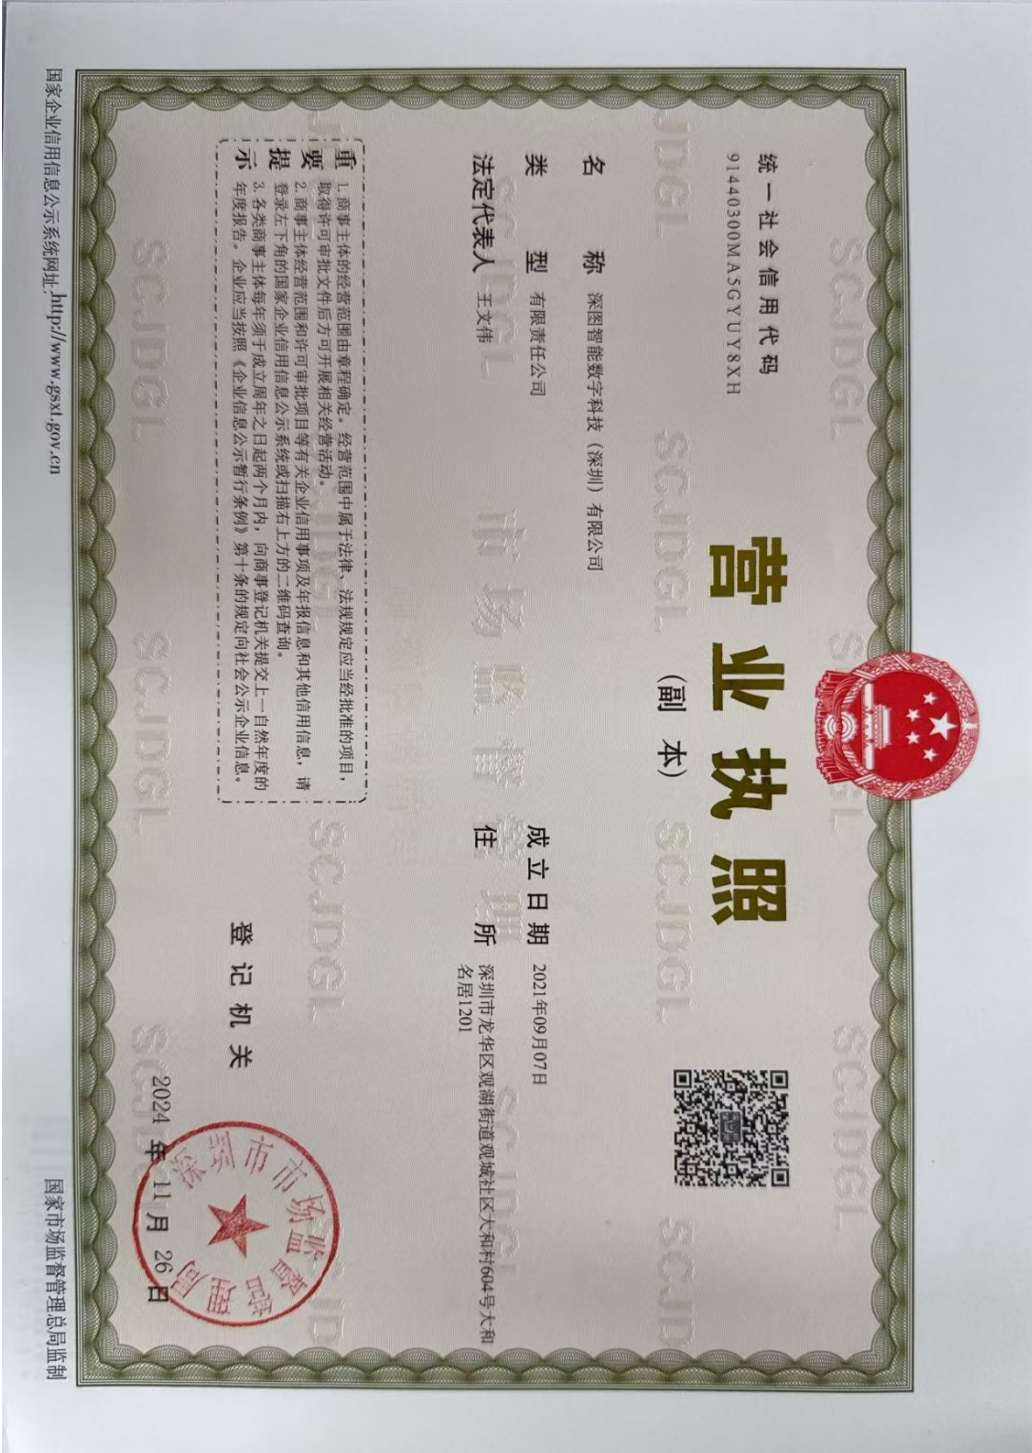 统一社会信用代码
91440300MA5GYUY8XH
营业执照
（副 本）
名 称 深图智能数字科技（深圳）有限公司
类 型 有限责任公司
法定代表人 王文伟
成立日期 2021年09月07日
住 所 深圳市龙华区观湖街道观城社区大和村604号大和
名居1201
重要提示
1. 商事主体的经营范围由章程确定。经营范围中属于法律、法规规定应当经批准的项目，
取得许可审批文件后方可开展相关经营活动。
2. 商事主体经营范围和许可审批项目等有关企业信用事项及年报信息和其他信用信息，请
登录左下角的国家企业信用信息公示系统或扫描右上方的二维码查询。
3. 各类商事主体每年须于成立周年之日起两个月内，向商事登记机关提交上一自然年度的
年度报告。企业应当按照《企业信息公示暂行条例》第十条的规定向社会公示企业信息。
登记机关
深圳市市场监督管理局
2024 年 11 月 26 日
国家企业信用信息公示系统网址:http://www.gsxt.gov.cn
国家市场监督管理总局监制
SCJDGL
市场监督管理